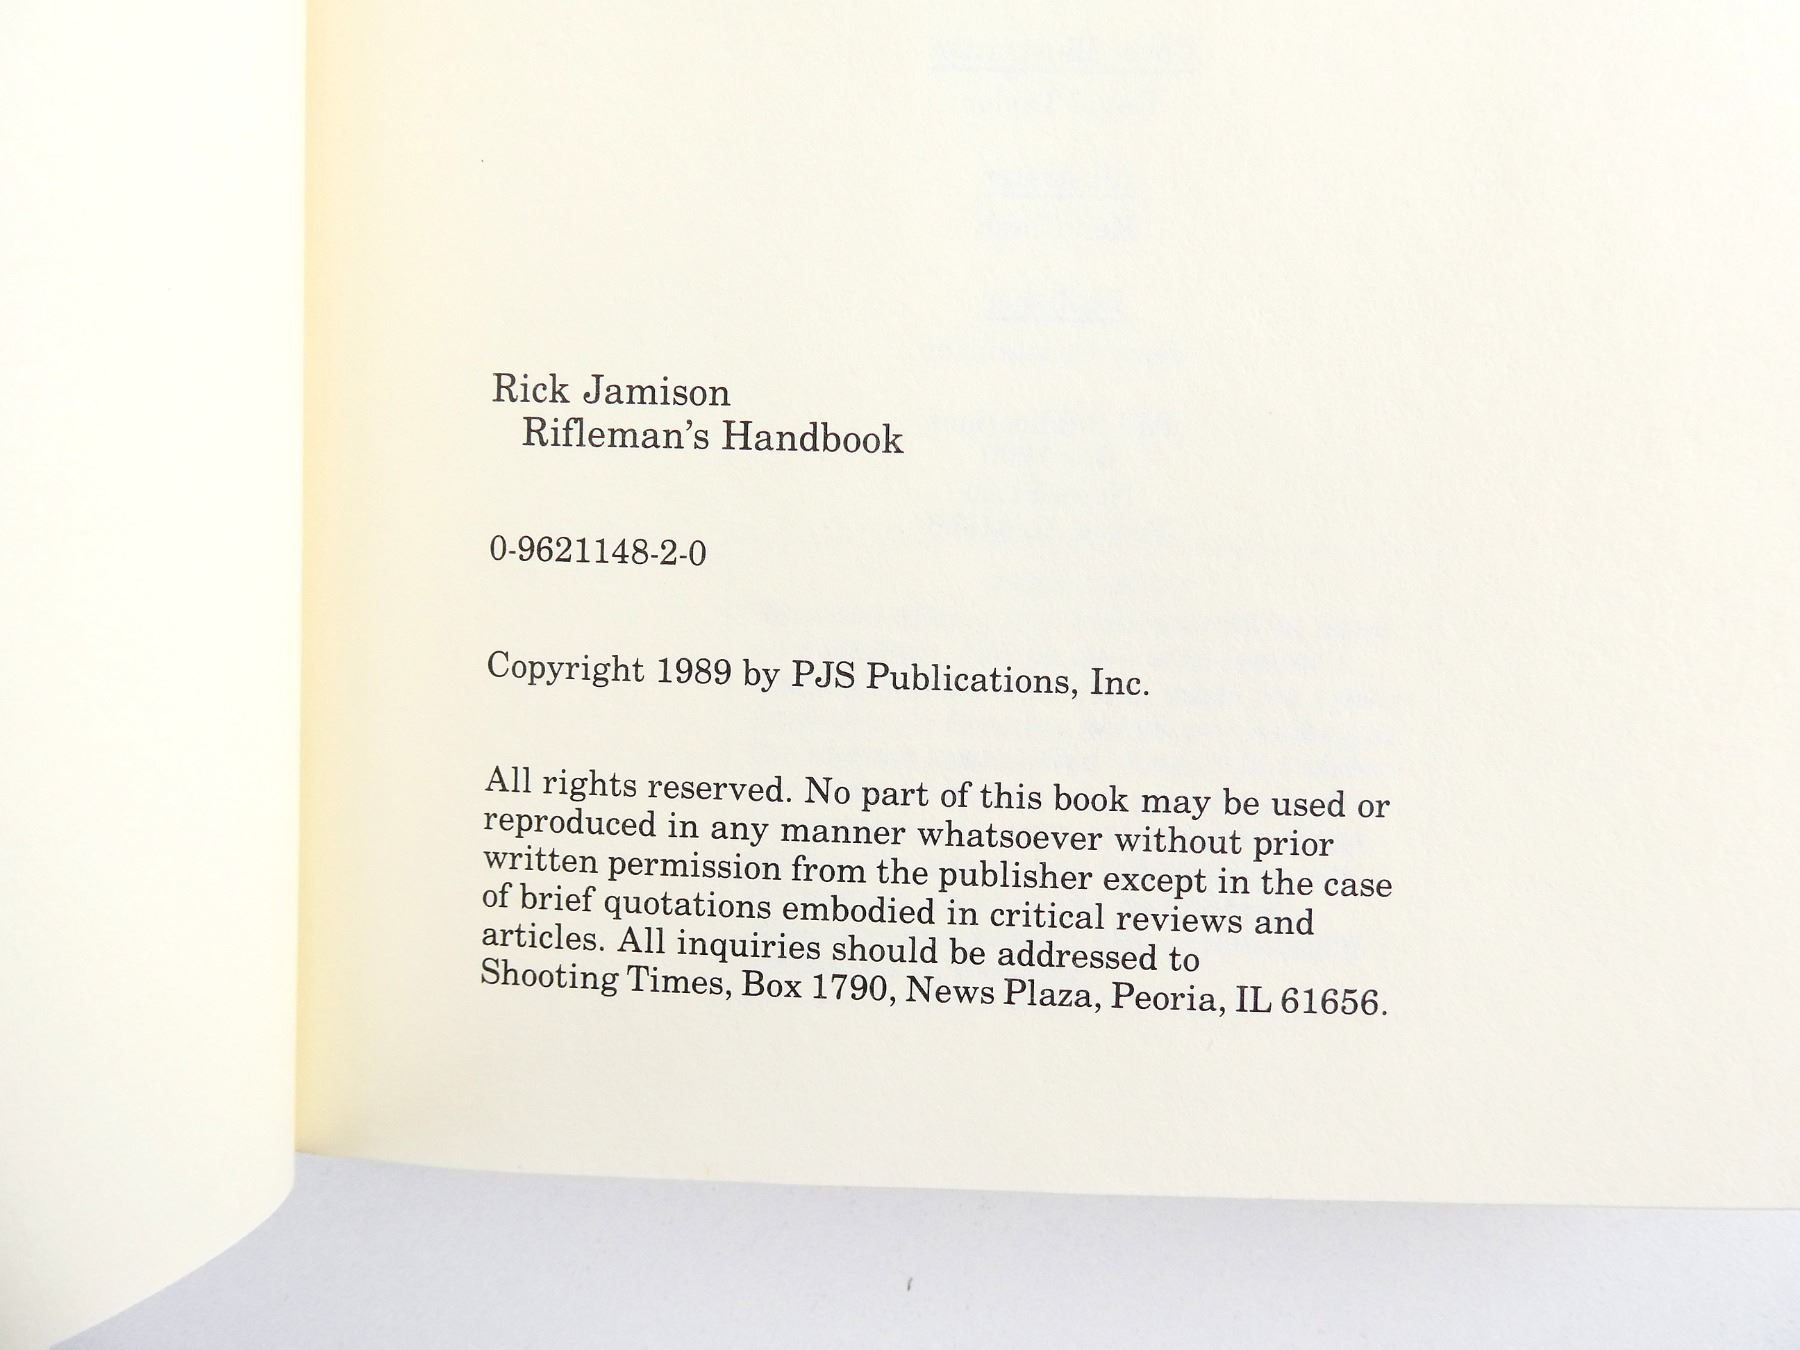 Rick Jamison
Rifleman's Handbook
0-9621148-2-0
Copyright 1989 by PJS Publications, Inc.
All rights reserved. No part of this book may be used or
reproduced in any manner whatsoever without prior
written permission from the publisher except in the case
of brief quotations embodied in critical reviews and
articles. All inquiries should be addressed to
Shooting Times, Box 1790, News Plaza, Peoria, IL 61656.